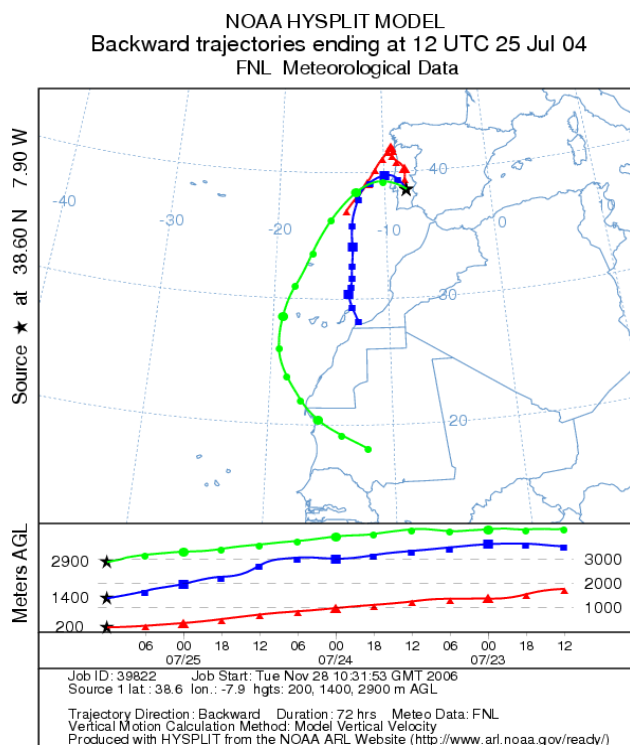 NOAA HYSPLIT MODEL
Backward trajectories ending at 12 UTC 25 Jul 04
FNL Meteorological Data
Source ★ at 38.60 N 7.90 W
-40
-30
-20
-10
0
40
30
20
Meters AGL
2900
1400
200
3000
2000
1000
06 00 18 12 06 00 18 12 06 00 18 12
07/25 07/24 07/23
Job ID: 39822 Job Start: Tue Nov 28 10:31:53 GMT 2006
Source 1 lat.: 38.6 lon.: -7.9 hgts: 200, 1400, 2900 m AGL
Trajectory Direction: Backward Duration: 72 hrs Meteo Data: FNL
Vertical Motion Calculation Method: Model Vertical Velocity
Produced with HYSPLIT from the NOAA ARL Website (http://www.arl.noaa.gov/ready/)